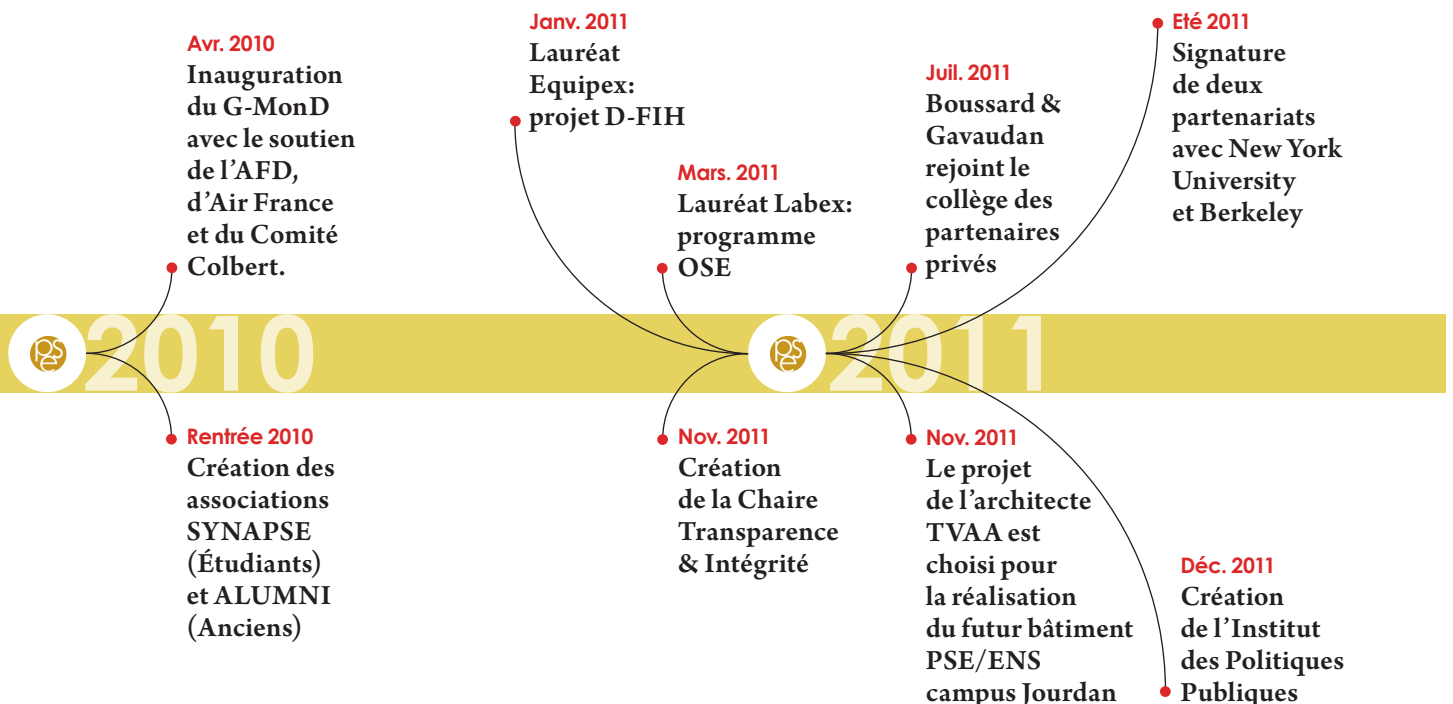 Avr. 2010
Inauguration
du G-MonD
avec le soutien
de l’AFD,
d’Air France
et du Comité
Colbert.
Janv. 2011
Lauréat
Equipex:
projet D-FIH
Mars. 2011
Lauréat Labex:
programme
OSE
Juil. 2011
Boussard &
Gavaudan
rejoint le
collège des
partenaires
privés
Eté 2011
Signature
de deux
partenariats
avec New York
University
et Berkeley
pse
2010
pse
2011
Rentrée 2010
Création des
associations
SYNAPSE
(Étudiants)
et ALUMNI
(Anciens)
Nov. 2011
Création
de la Chaire
Transparence
& Intégrité
Nov. 2011
Le projet
de l’architecte
TVAA est
choisi pour
la réalisation
du futur bâtiment
PSE/ENS
campus Jourdan
Déc. 2011
Création
de l’Institut
des Politiques
Publiques